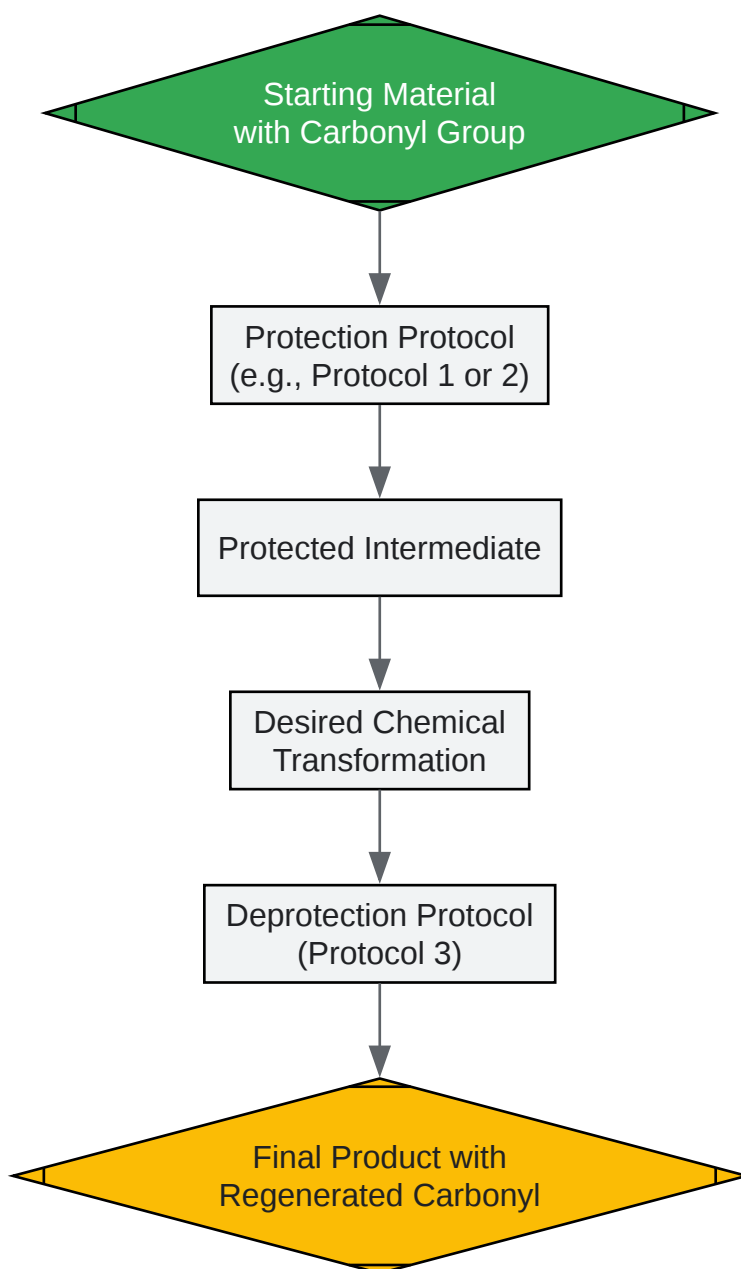 Starting Material
with Carbonyl Group
Protection Protocol
(e.g., Protocol 1 or 2)
Protected Intermediate
Desired Chemical
Transformation
Deprotection Protocol
(Protocol 3)
Final Product with
Regenerated Carbonyl